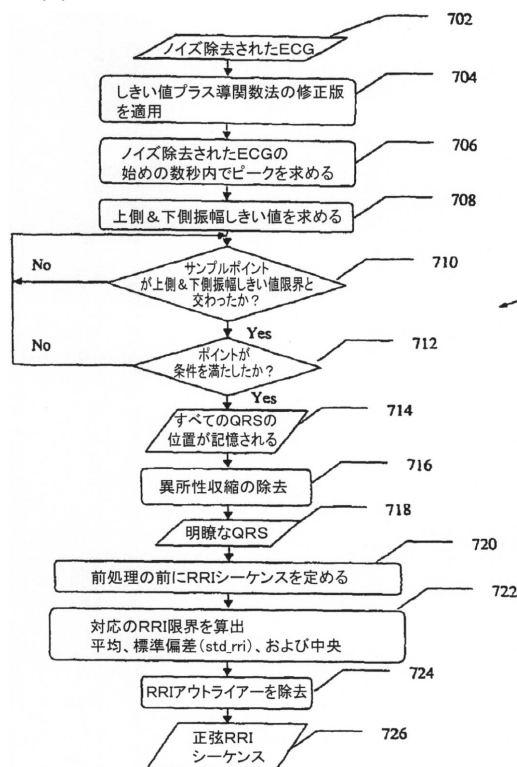 702
ノイズ除去されたECG
704
しきい値プラス導関数法の修正版
を適用
706
ノイズ除去されたECGの
始めの数秒内でピークを求める
708
上側&下側振幅しきい値を求める
No
710
サンプルポイント
が上側&下側振幅しきい値限界と
交わったか?
Yes
No
712
ポイントが
条件を満たしたか?
Yes
714
すべてのQRSの
位置が記憶される
716
異所性収縮の除去
718
明瞭なQRS
720
前処理の前にRRIシーケンスを定める
722
対応のRRI限界を算出
平均、標準偏差(std_rri)、および中央
724
RRIアウトライアーを除去
726
正弦RRI
シーケンス